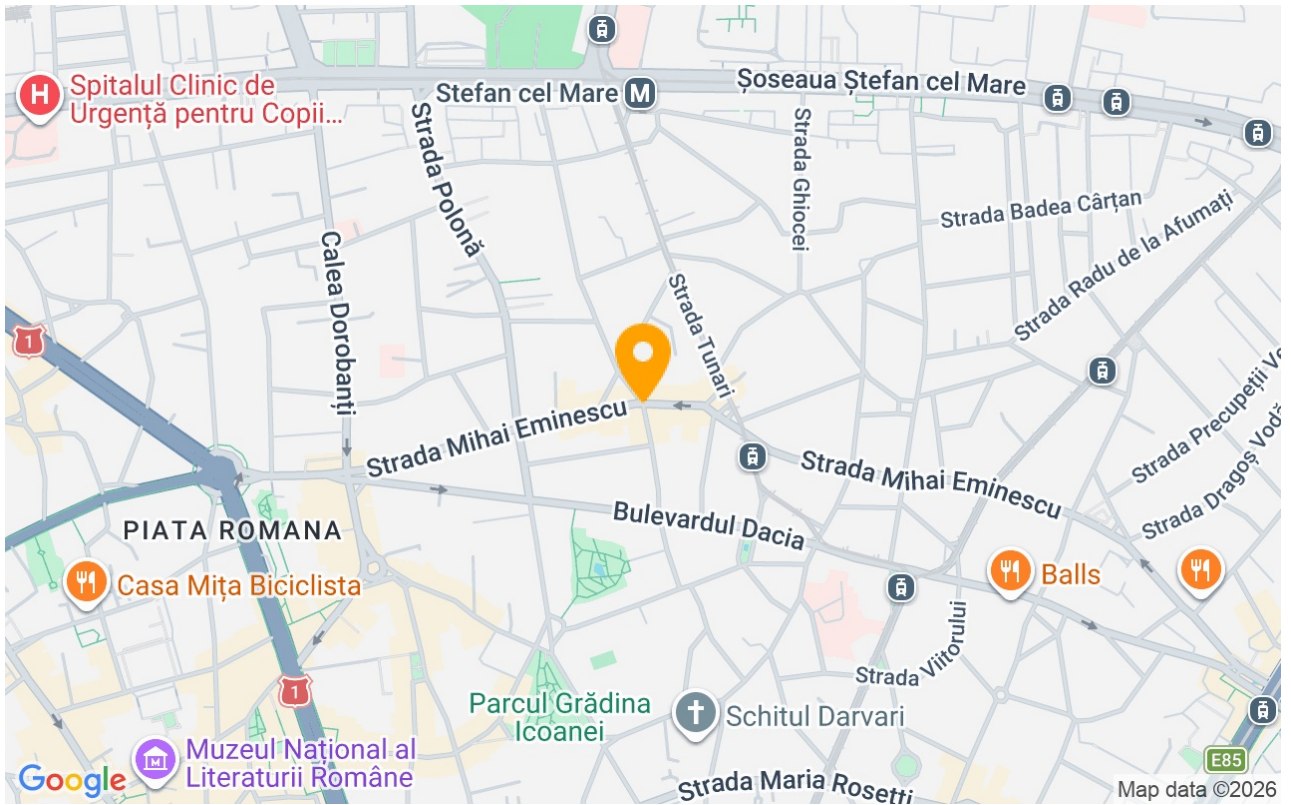 Spitalul Clinic de
Urgență pentru Copii...
H
Stefan cel Mare
M
Șoseaua Ștefan cel Mare
Strada Polonă
Strada Ghiocei
Strada Badea Cârțan
Strada Radu de la Afumați
Calea Dorobanți
Strada Tunari
1
Strada Mihai Eminescu
Strada Mihai Eminescu
Strada Precupeții Ve
Strada Dragoș Vodă
PIATA ROMANA
Bulevardul Dacia
Casa Mița Biciclista
Balls
Strada Viitorului
1
Parcul Grădina
Icoanei
Schitul Darvari
Muzeul Național al
Literaturii Române
Strada Maria Rosetti
E85
Google
Map data ©2026